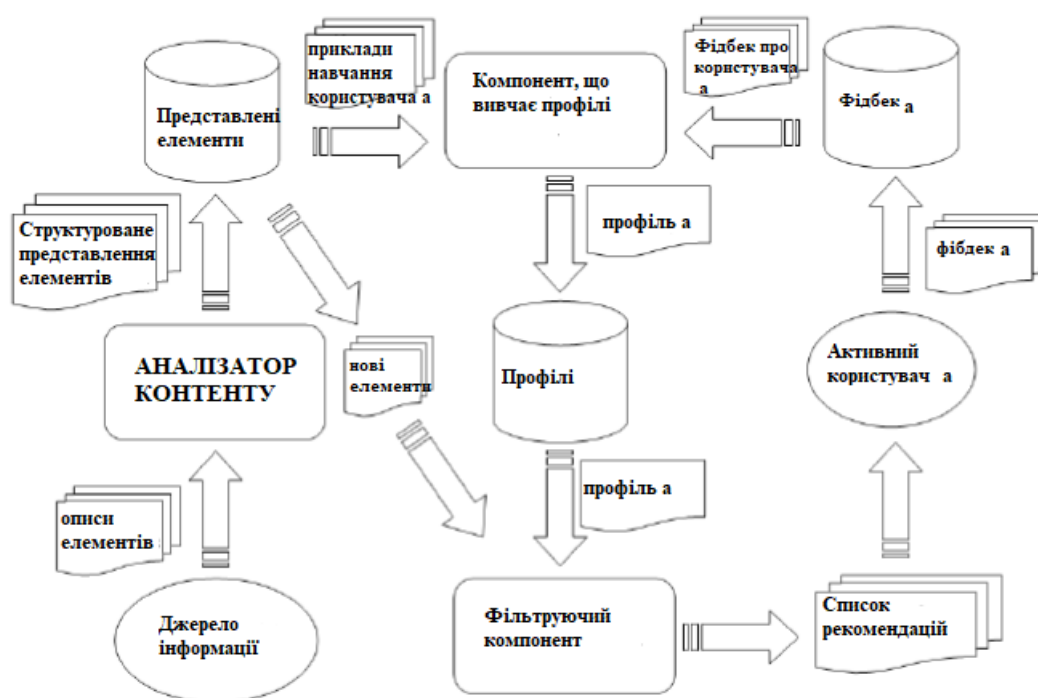 приклади
навчання
користувача а
Представлені
елементи
Компонент, що
вивчає профілі
Фідбек про
користувача
а
Фідбек а
Структуроване
представлення
елементів
профіль а
фібдек а
АНАЛІЗАТОР
КОНТЕНТУ
нові
елементи
Профілі
Активний
користувач а
описи
елементів
профіль а
Джерело
інформації
Фільтруючий
компонент
Список
рекомендацій